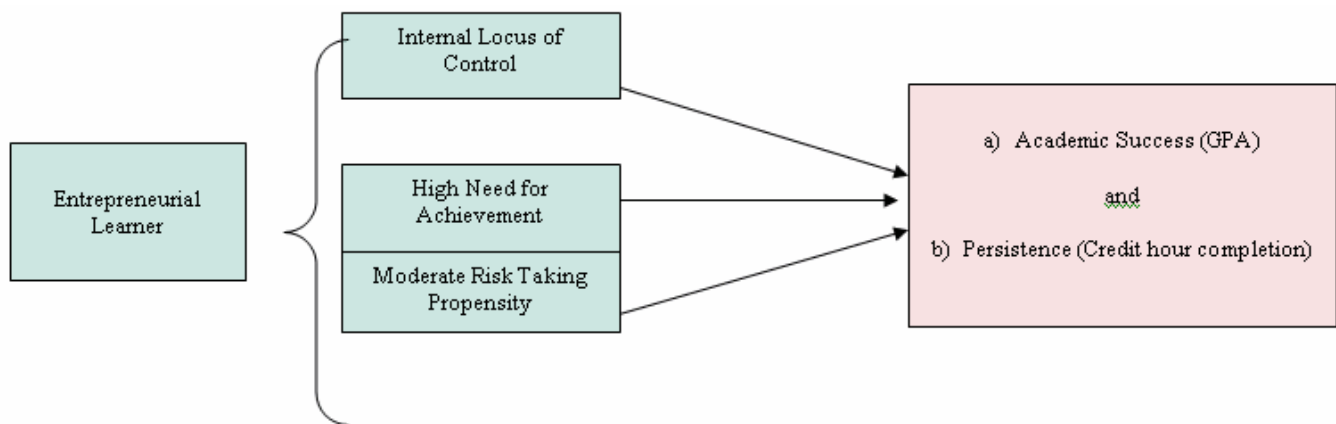 Entrepreneurial
Learner
Internal Locus of
Control
High Need for
Achievement
Moderate Risk Taking
Propensity
a) Academic Success (GPA)
and
b) Persistence (Credit hour completion)